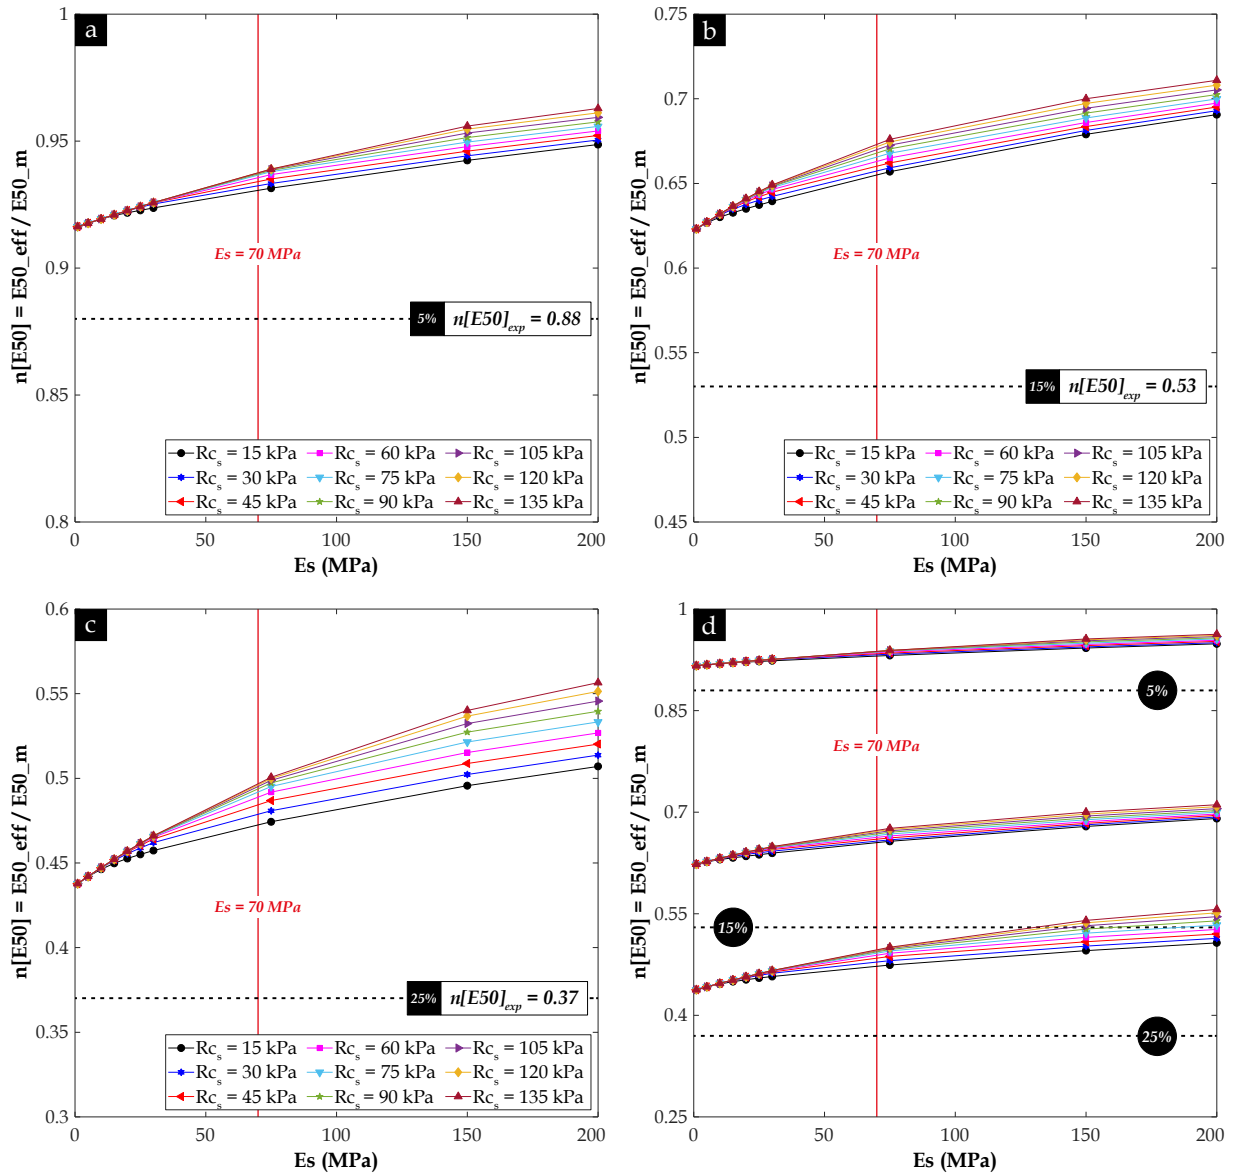 a
1
0.95
0.9
0.85
0.8
n[E50] = E50_eff / E50_m
Es = 70 MPa
5% n[E50]exp = 0.88
Rcs = 15 kPa Rcs = 60 kPa Rcs = 105 kPa
Rcs = 30 kPa Rcs = 75 kPa Rcs = 120 kPa
Rcs = 45 kPa Rcs = 90 kPa Rcs = 135 kPa
0 50 100 150 200
Es (MPa)
b
0.75
0.7
0.65
0.6
0.55
0.5
0.45
n[E50] = E50_eff / E50_m
Es = 70 MPa
15% n[E50]exp = 0.53
Rcs = 15 kPa Rcs = 60 kPa Rcs = 105 kPa
Rcs = 30 kPa Rcs = 75 kPa Rcs = 120 kPa
Rcs = 45 kPa Rcs = 90 kPa Rcs = 135 kPa
0 50 100 150 200
Es (MPa)
c
0.6
0.55
0.5
0.45
0.4
0.35
0.3
n[E50] = E50_eff / E50_m
Es = 70 MPa
25% n[E50]exp = 0.37
Rcs = 15 kPa Rcs = 60 kPa Rcs = 105 kPa
Rcs = 30 kPa Rcs = 75 kPa Rcs = 120 kPa
Rcs = 45 kPa Rcs = 90 kPa Rcs = 135 kPa
0 50 100 150 200
Es (MPa)
d
1
0.85
0.7
0.55
0.4
0.25
n[E50] = E50_eff / E50_m
5%
Es = 70 MPa
15%
25%
0 50 100 150 200
Es (MPa)